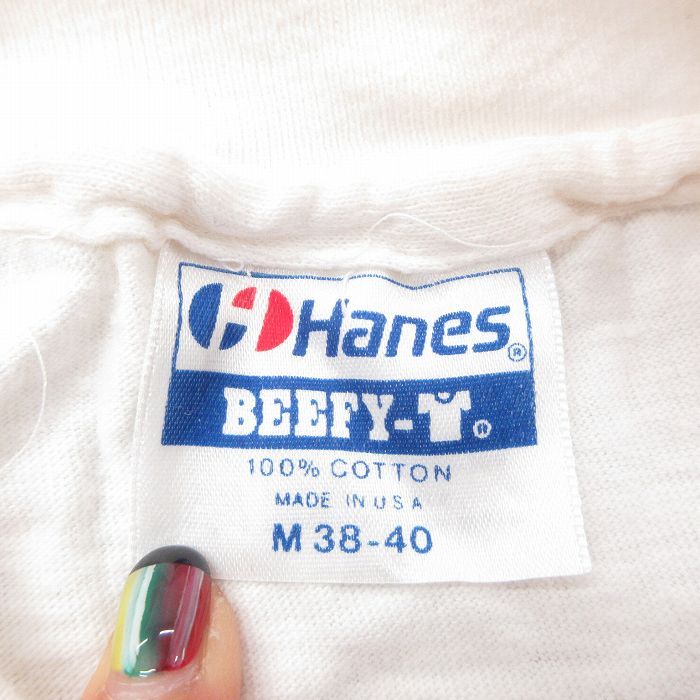 Hanes®
BEEFY-T®
100% COTTON
MADE IN USA
M 38-40